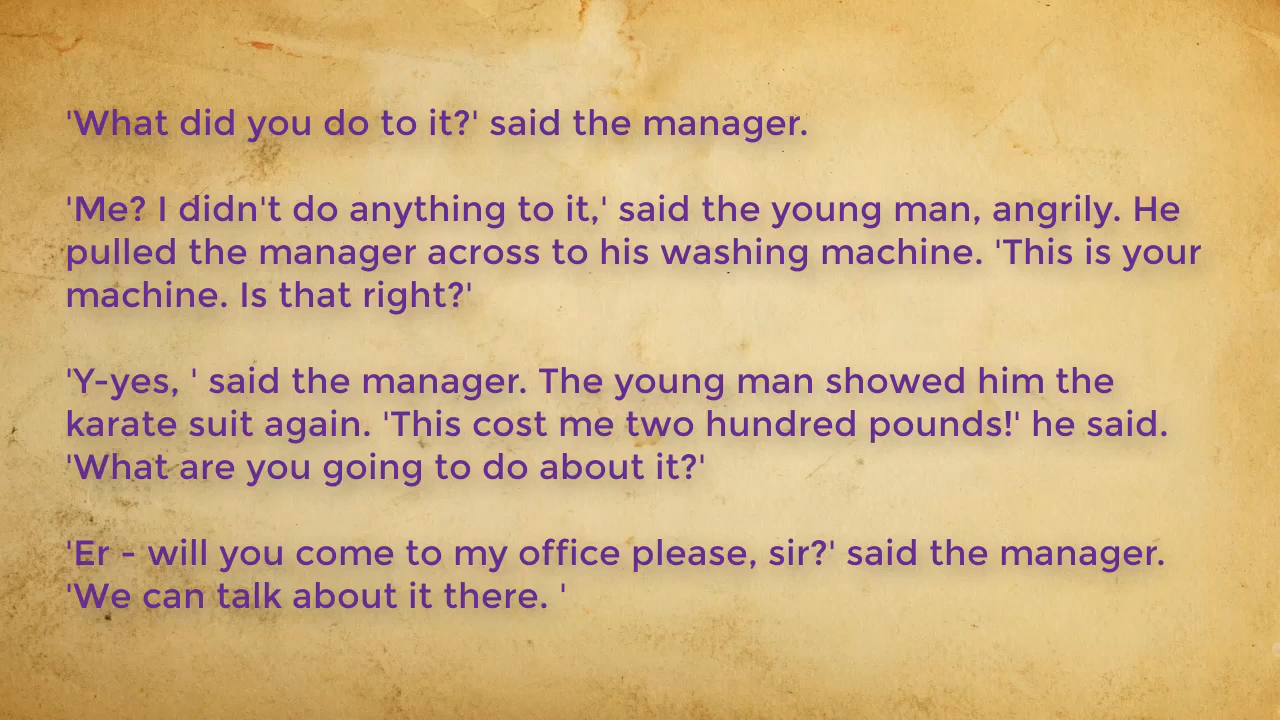 'What did you do to it?' said the manager.
'Me? I didn't do anything to it,' said the young man, angrily. He
pulled the manager across to his washing machine. 'This is your
machine. Is that right?'
'Y-yes, ' said the manager. The young man showed him the
karate suit again. 'This cost me two hundred pounds!' he said.
'What are you going to do about it?'
'Er - will you come to my office please, sir?' said the manager.
'We can talk about it there. '